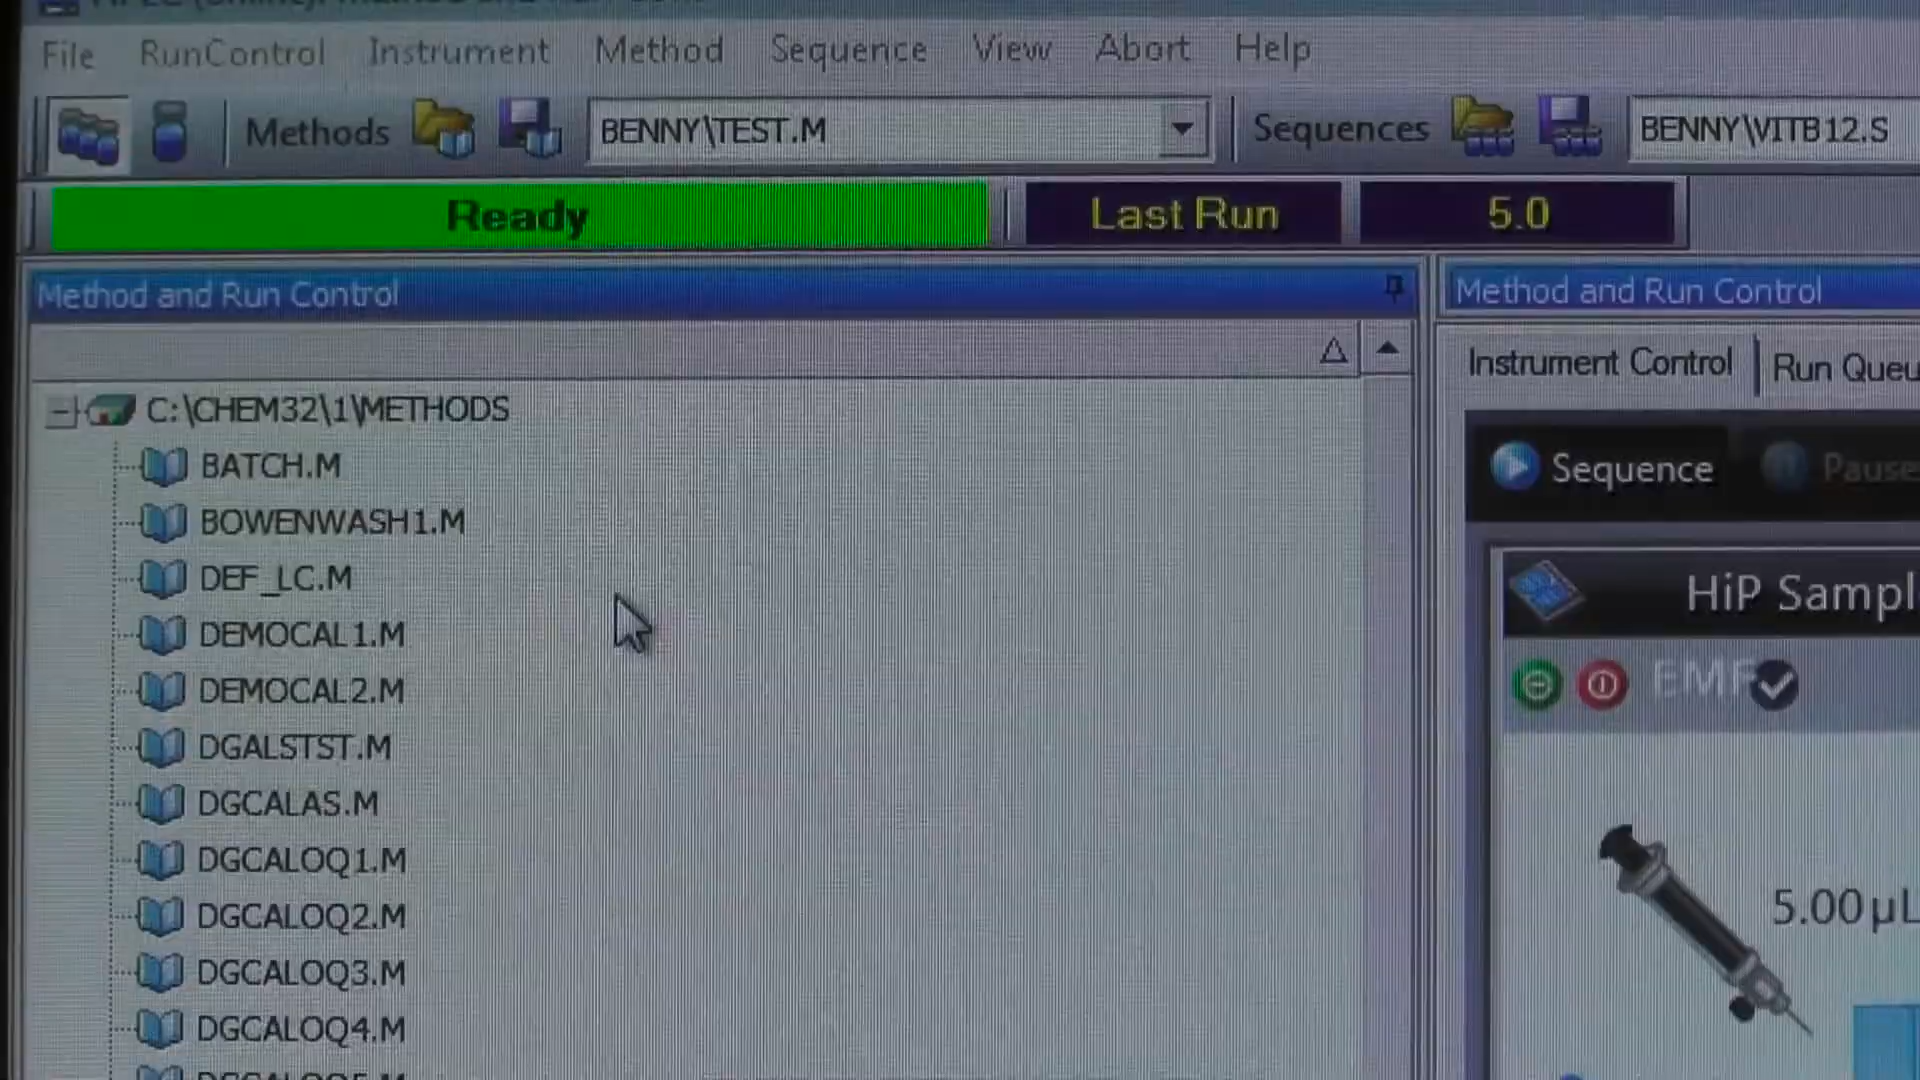 File RunControl Instrument Method Sequence View Abort Help
Methods BENNY\TEST.M Sequences BENNY\VITB12.S
Ready Last Run 5.0
Method and Run Control
Method and Run Control
Instrument Control Run Queu
C:\CHEM32\1\METHODS
BATCH.M
BOWENWASH1.M
DEF_LC.M
DEMOCAL1.M
DEMOCAL2.M
DGALSTST.M
DGCALAS.M
DGCALOQ1.M
DGCALOQ2.M
DGCALOQ3.M
DGCALOQ4.M
Sequence Pause
HiP Sampl
EMF
5.00 µL